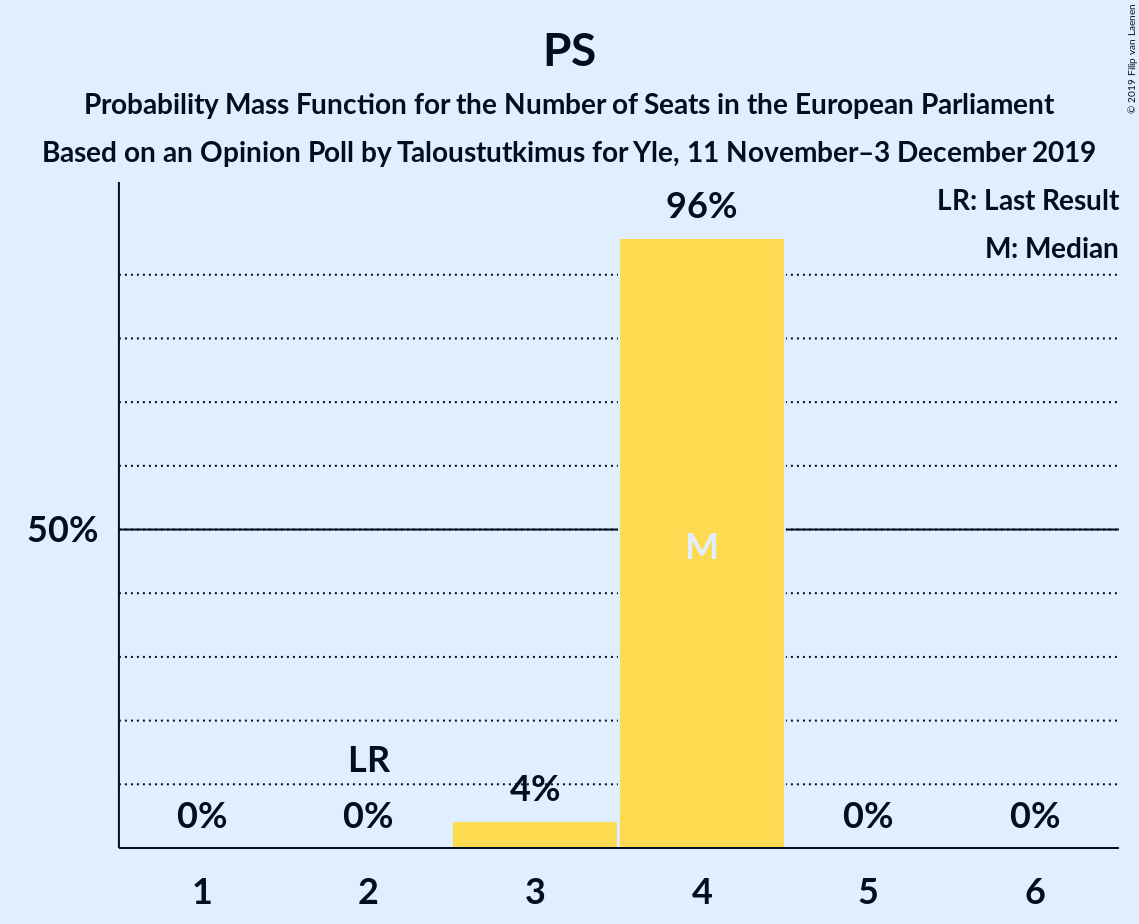 PS
Probability Mass Function for the Number of Seats in the European Parliament
Based on an Opinion Poll by Taloustutkimus for Yle, 11 November–3 December 2019
© 2019 Filip van Laenen
LR: Last Result
M: Median
96%
50%
M
LR
4%
0% 0% 0% 0%
1 2 3 4 5 6